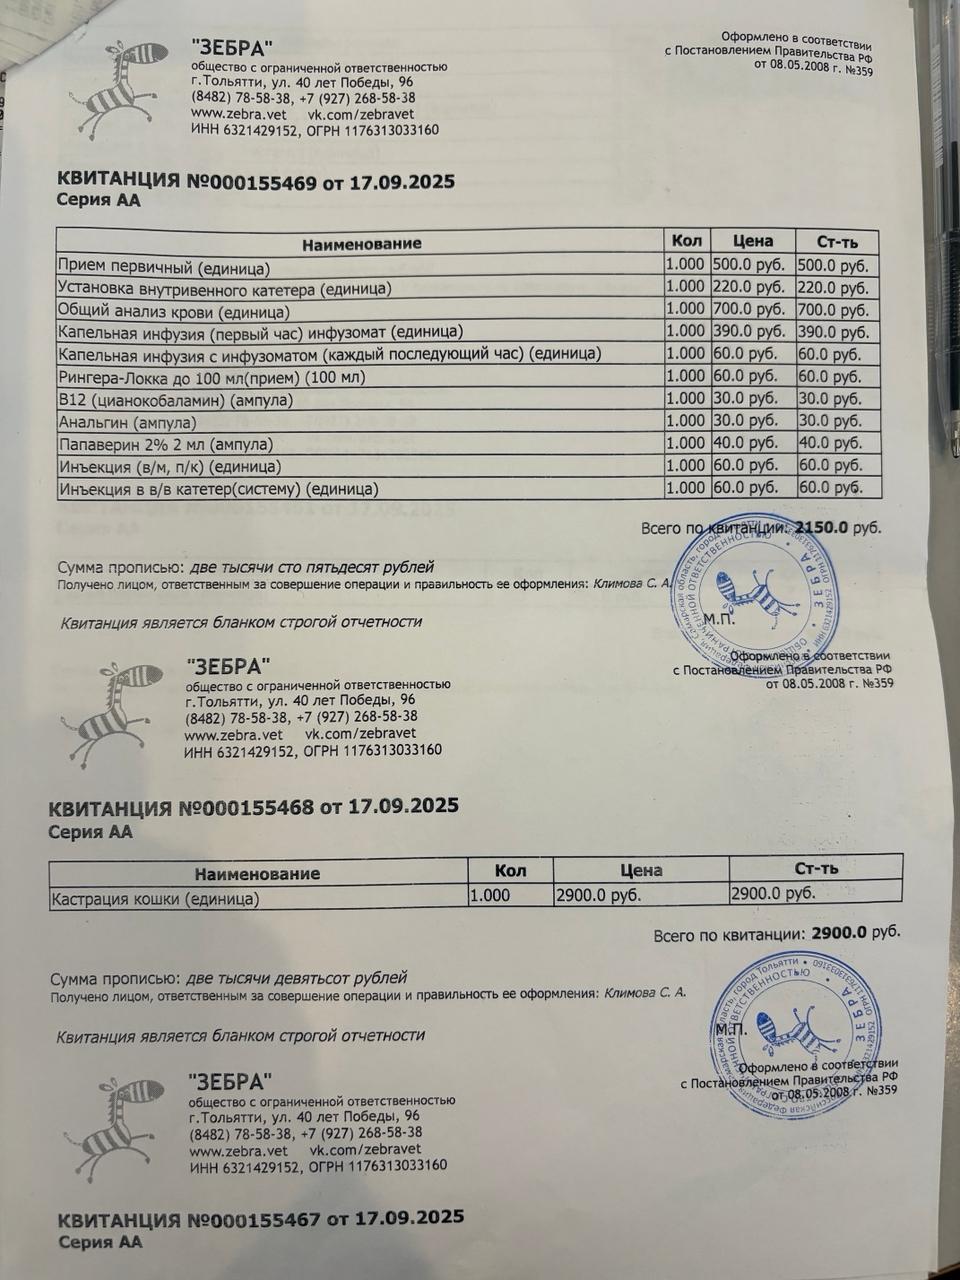 "ЗЕБРА"
общество с ограниченной ответственностью
г.Тольятти, ул. 40 лет Победы, 96
(8482) 78-58-38, +7 (927) 268-58-38
www.zebra.vet vk.com/zebravet
ИНН 6321429152, ОГРН 1176313033160
Оформлено в соответствии
с Постановлением Правительства РФ
от 08.05.2008 г. №359
КВИТАНЦИЯ №000155469 от 17.09.2025
Серия АА
Наименование Кол Цена Ст-ть
Прием первичный (единица) 1.000 500.0 руб. 500.0 руб.
Установка внутривенного катетера (единица) 1.000 220.0 руб. 220.0 руб.
Общий анализ крови (единица) 1.000 700.0 руб. 700.0 руб.
Капельная инфузия (первый час) инфузомат (единица) 1.000 390.0 руб. 390.0 руб.
Капельная инфузия с инфузоматом (каждый последующий час) (единица) 1.000 60.0 руб. 60.0 руб.
Рингера-Локка до 100 мл(прием) (100 мл) 1.000 60.0 руб. 60.0 руб.
В12 (цианокобаламин) (ампула) 1.000 30.0 руб. 30.0 руб.
Анальгин (ампула) 1.000 30.0 руб. 30.0 руб.
Папаверин 2% 2 мл (ампула) 1.000 40.0 руб. 40.0 руб.
Инъекция (в/м, п/к) (единица) 1.000 60.0 руб. 60.0 руб.
Инъекция в в/в катетер(систему) (единица) 1.000 60.0 руб. 60.0 руб.
Всего по квитанции: 2150.0 руб.
Сумма прописью: две тысячи сто пятьдесят рублей
Получено лицом, ответственным за совершение операции и правильность ее оформления: Климова С. А.
М.П.
Квитанция является бланком строгой отчетности
"ЗЕБРА"
общество с ограниченной ответственностью
г.Тольятти, ул. 40 лет Победы, 96
(8482) 78-58-38, +7 (927) 268-58-38
www.zebra.vet vk.com/zebravet
ИНН 6321429152, ОГРН 1176313033160
Оформлено в соответствии
с Постановлением Правительства РФ
от 08.05.2008 г. №359
КВИТАНЦИЯ №000155468 от 17.09.2025
Серия АА
Наименование Кол Цена Ст-ть
Кастрация кошки (единица) 1.000 2900.0 руб. 2900.0 руб.
Всего по квитанции: 2900.0 руб.
Сумма прописью: две тысячи девятьсот рублей
Получено лицом, ответственным за совершение операции и правильность ее оформления: Климова С. А.
М.П.
Квитанция является бланком строгой отчетности
"ЗЕБРА"
общество с ограниченной ответственностью
г.Тольятти, ул. 40 лет Победы, 96
(8482) 78-58-38, +7 (927) 268-58-38
www.zebra.vet vk.com/zebravet
ИНН 6321429152, ОГРН 1176313033160
Оформлено в соответствии
с Постановлением Правительства РФ
от 08.05.2008 г. №359
КВИТАНЦИЯ №000155467 от 17.09.2025
Серия АА